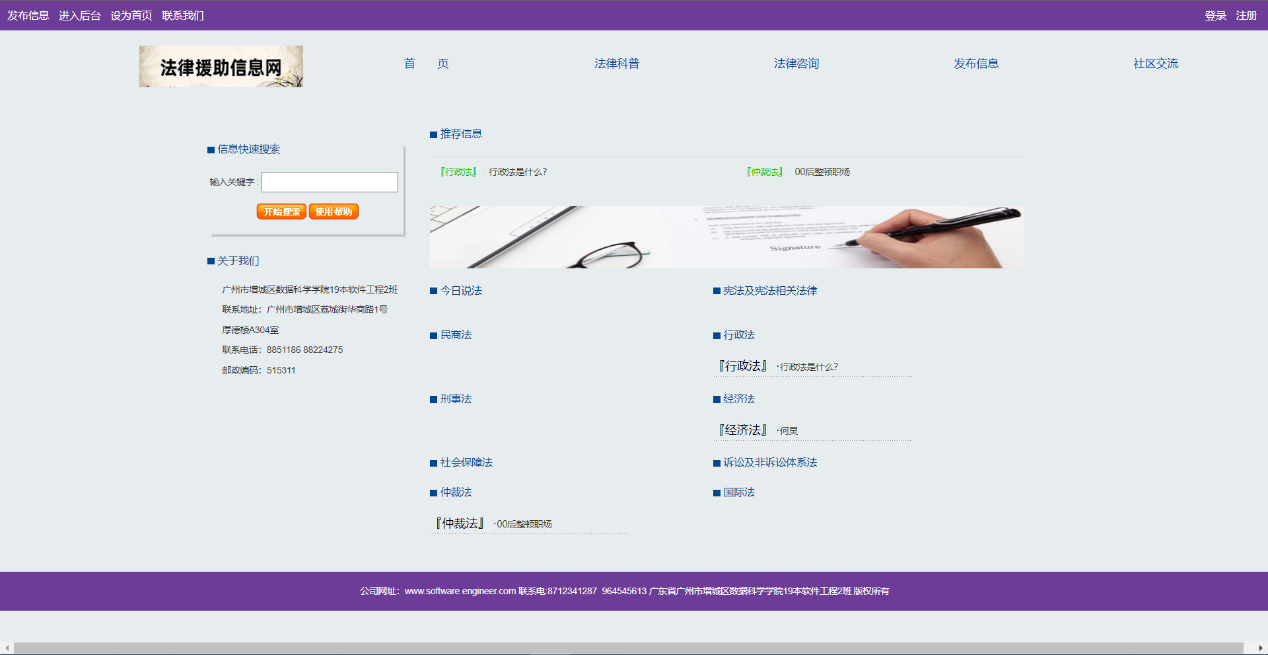 发布信息 进入后台 设为首页 联系我们 登录 注册
法律援助信息网 首 页 法律科普 法律咨询 发布信息 社区交流
推荐信息
信息快速搜索
『行政法』 · 行政法是什么? 『仲裁法』 · 00后整顿职场
输入关键字:
开始搜索 使用帮助
Signature
关于我们
广州市增城区数据科学学院19本软件工程2班
联系地址：广州市增城区荔城街华商路1号
厚德楼A304室
联系电话：8851186 88224275
邮政编码：515311
今日说法 宪法及宪法相关法律
民商法 行政法
『行政法』 ·行政法是什么?
刑事法 经济法
『经济法』 ·何炅
社会保障法 诉讼及非诉讼体系法
仲裁法 国际法
『仲裁法』 ·00后整顿职场
公司网址：www.software engineer.com 联系电:8712341287 964545613 广东省广州市增城区数据科学学院19本软件工程2班 版权所有